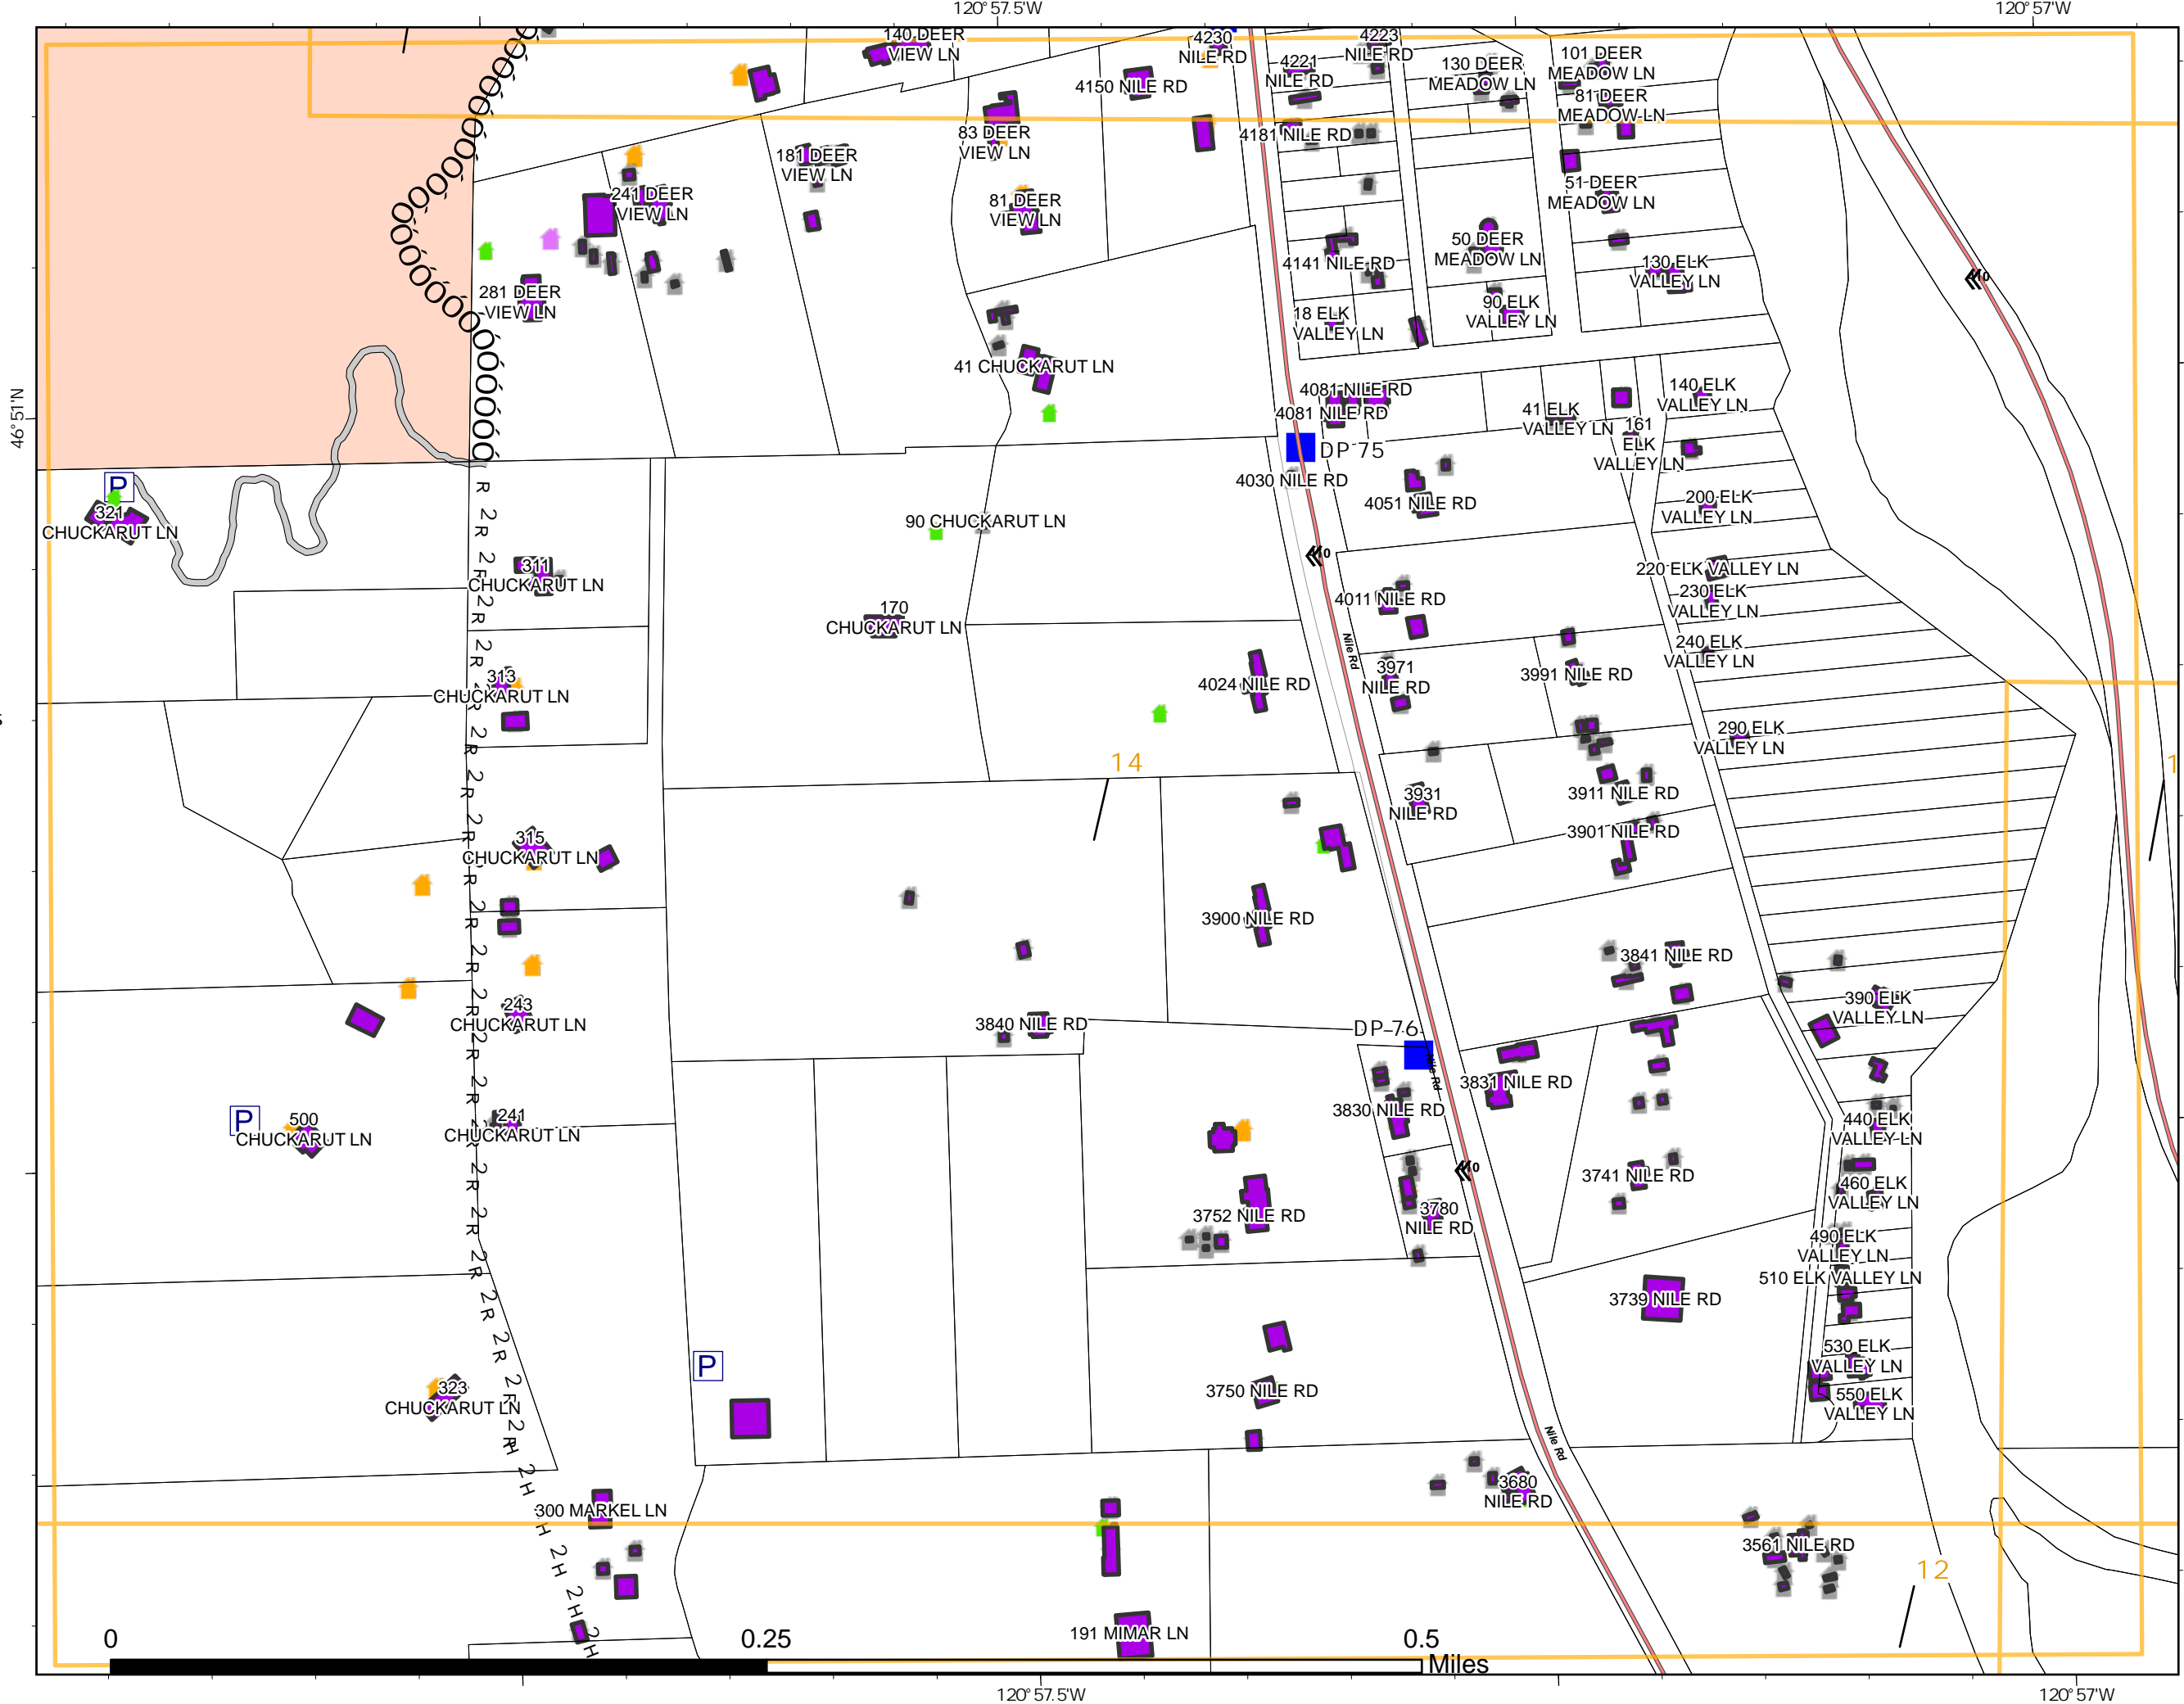 120°57.5'W
120°57'W
140 DEER
VIEW LN
4230
NILE RD
4223
NILE RD
4221
NILE RD
130 DEER
MEADOW LN
101 DEER
MEADOW LN
4150 NILE RD
81 DEER
MEADOW LN
83 DEER
VIEW LN
4181 NILE RD
181 DEER
VIEW LN
241 DEER
VIEW LN
81 DEER
VIEW LN
51 DEER
MEADOW LN
50 DEER
MEADOW LN
4141 NILE RD
130 ELK
VALLEY LN
281 DEER
VIEW LN
18 ELK
VALLEY LN
90 ELK
VALLEY LN
41 CHUCKARUT LN
4081 NILE RD
4081 NILE RD
140 ELK
VALLEY LN
41 ELK
VALLEY LN
161
ELK
VALLEY LN
46°51'N
DP 75
4030 NILE RD
4051 NILE RD
200 ELK
VALLEY LN
P
321
CHUCKARUT LN
90 CHUCKARUT LN
311
CHUCKARUT LN
220 ELK VALLEY LN
230 ELK
VALLEY LN
4011 NILE RD
170
CHUCKARUT LN
Nile Rd
240 ELK
VALLEY LN
313
CHUCKARUT LN
4024 NILE RD
3971
NILE RD
3991 NILE RD
290 ELK
VALLEY LN
14
3931
NILE RD
3911 NILE RD
3901 NILE RD
315
CHUCKARUT LN
3900 NILE RD
3841 NILE RD
390 ELK
VALLEY LN
243
CHUCKARUT LN
3840 NILE RD
DP 76
Nile Rd
3831 NILE RD
3830 NILE RD
P
500
CHUCKARUT LN
241
CHUCKARUT LN
440 ELK
VALLEY LN
3741 NILE RD
460 ELK
VALLEY LN
3752 NILE RD
3780
NILE RD
490 ELK
VALLEY LN
510 ELK VALLEY LN
3739 NILE RD
530 ELK
VALLEY LN
P
323
CHUCKARUT LN
3750 NILE RD
550 ELK
VALLEY LN
Nile Rd
3680
NILE RD
300 MARKEL LN
3561 NILE RD
12
191 MIMAR LN
0
0.25
0.5
Miles
120°57.5'W
120°57'W